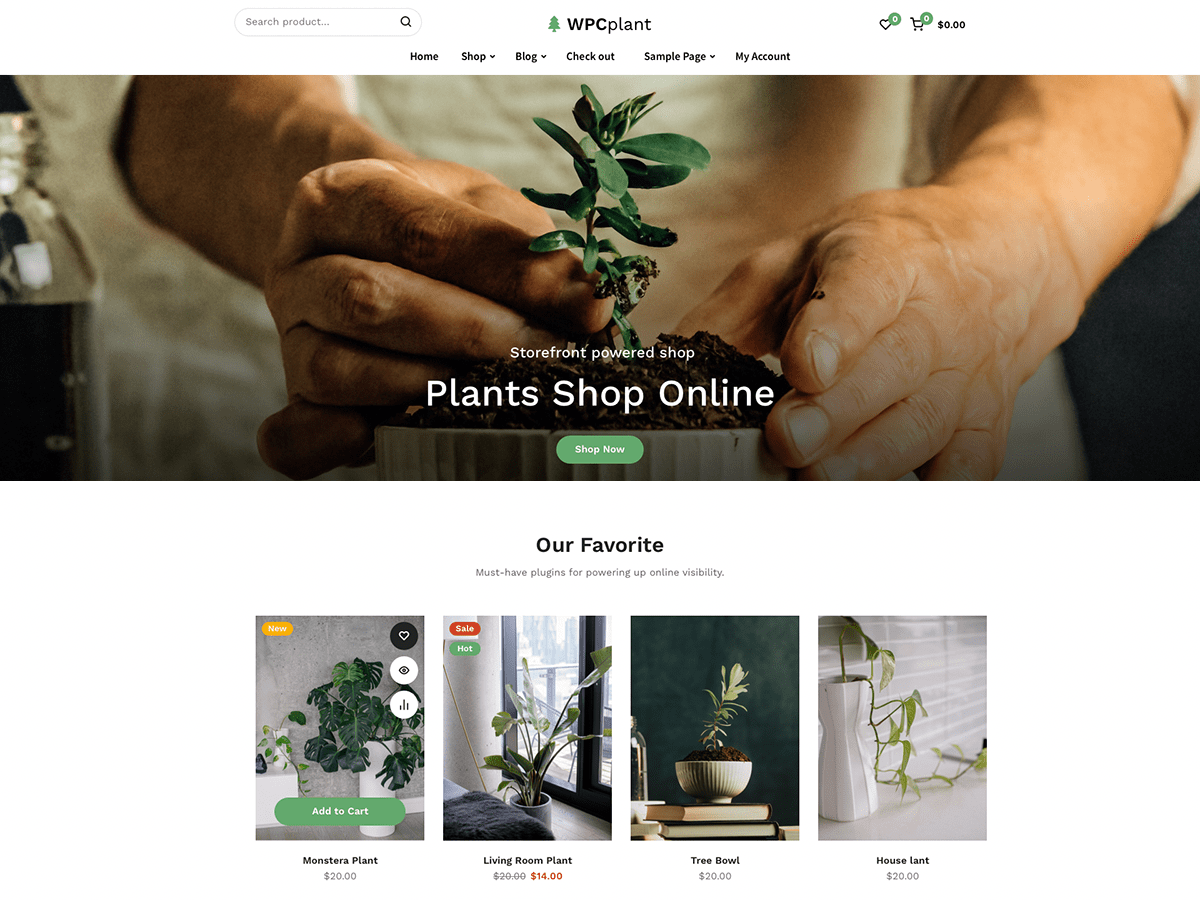 Search product...
WPCplant
0
0
$0.00
Home Shop Blog Check out Sample Page My Account
Storefront powered shop
Plants Shop Online
Shop Now
Our Favorite
Must-have plugins for powering up online visibility.
New
Sale
Hot
Add to Cart
Monstera Plant
$20.00
Living Room Plant
$20.00 $14.00
Tree Bowl
$20.00
House lant
$20.00